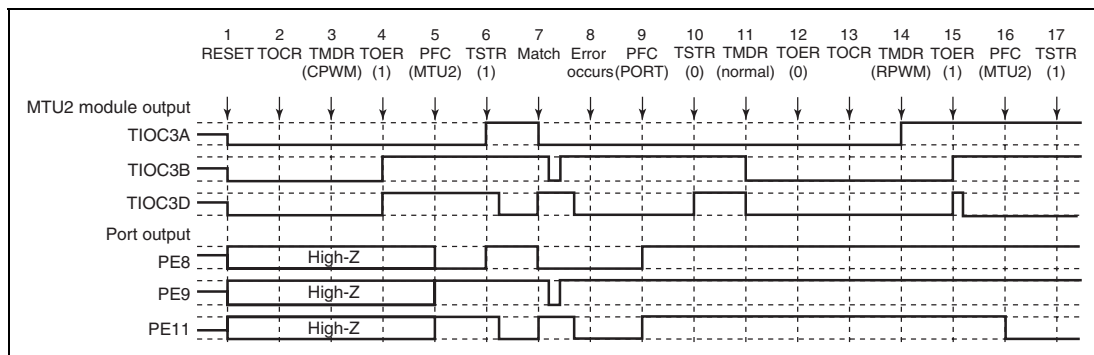 1 2 3 4 5 6 7 8 9 10 11 12 13 14 15 16 17
RESET TOCR TMDR TOER PFC TSTR Match Error PFC TSTR TMDR TOER TOCR TMDR TOER PFC TSTR
(CPWM) (1) (MTU2) (1) occurs (PORT) (0) (normal) (0) (RPWM) (1) (MTU2) (1)
MTU2 module output
TIOC3A
TIOC3B
TIOC3D
Port output
PE8 High-Z
PE9 High-Z
PE11 High-Z